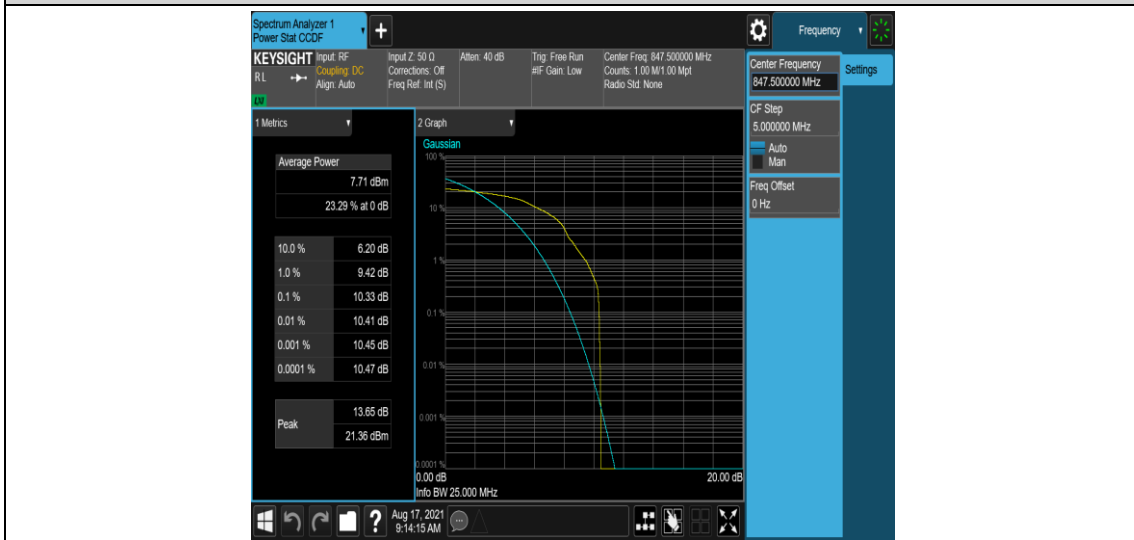 Spectrum Analyzer 1
Power Stat CCDF
Frequency
KEYSIGHT
RL
Input: RF
Coupling: DC
Align: Auto
Input Z: 50 Ω
Corrections: Off
Freq Ref: Int (S)
Atten: 40 dB
Trig: Free Run
#IF Gain: Low
Center Freq: 847.500000 MHz
Counts: 1.00 M/1.00 Mpt
Radio Std: None
Center Frequency
847.500000 MHz
Settings
CF Step
5.000000 MHz
Auto
Man
Freq Offset
0 Hz
1 Metrics
Average Power
7.71 dBm
23.29 % at 0 dB
10.0 % 6.20 dB
1.0 % 9.42 dB
0.1 % 10.33 dB
0.01 % 10.41 dB
0.001 % 10.45 dB
0.0001 % 10.47 dB
Peak
13.65 dB
21.36 dBm
2 Graph
Gaussian
100 %
10 %
1 %
0.1 %
0.01 %
0.001 %
0.0001 %
0.00 dB 20.00 dB
Info BW 25.000 MHz
?
Aug 17, 2021
9:14:15 AM